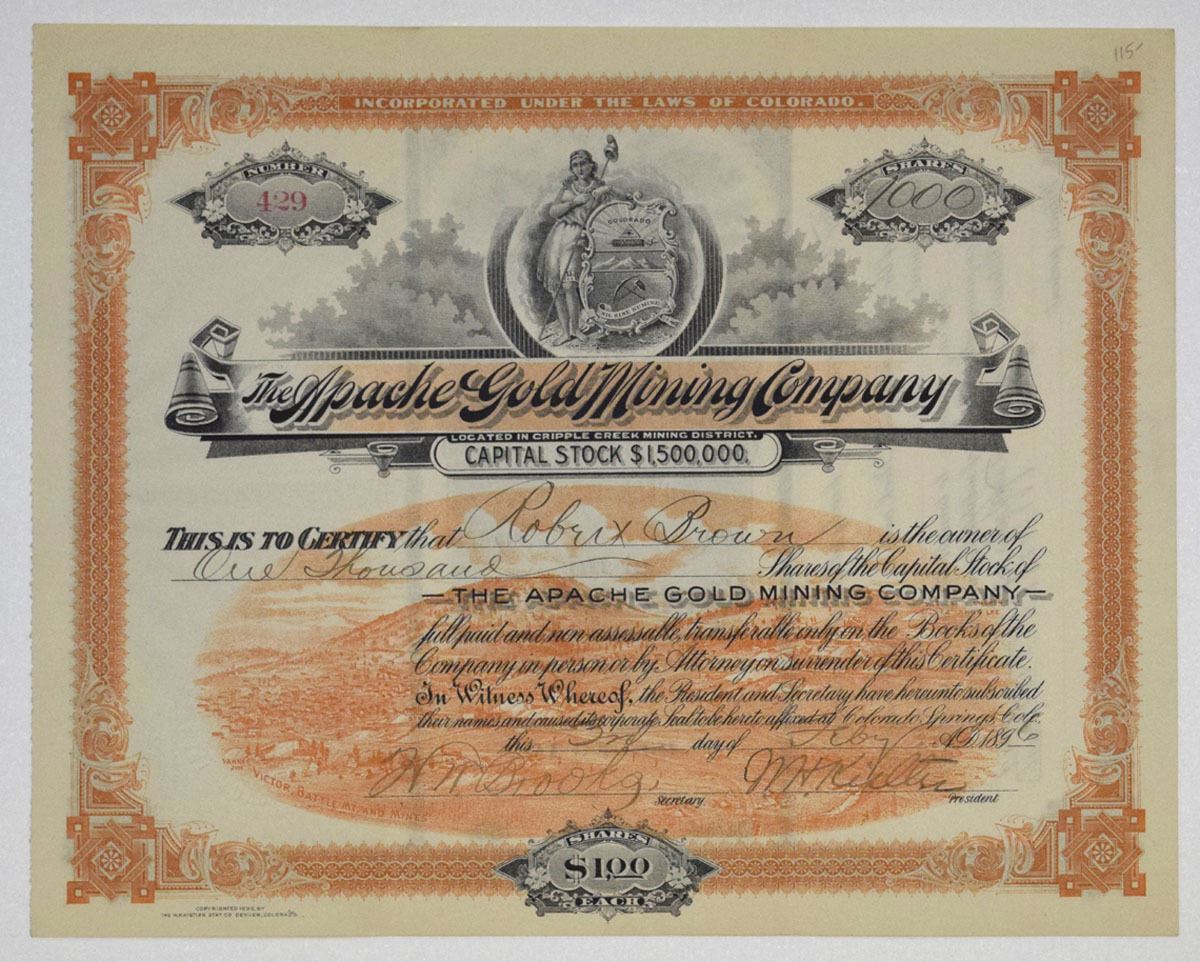 115-
INCORPORATED UNDER THE LAWS OF COLORADO.
NUMBER
429
SHARES
1000
COLORADO
NIL SINE NUMINE
The Apache Gold Mining Company
LOCATED IN CRIPPLE CREEK MINING DISTRICT.
CAPITAL STOCK $1,500,000.
THIS IS TO CERTIFY that Robert Brown is the owner of
One Thousand Shares of the Capital Stock of
— THE APACHE GOLD MINING COMPANY —
full paid and non assessable, transferable only on the Books of the
Company in person or by Attorney on surrender of this Certificate.
In Witness Whereof, the President and Secretary have hereunto subscribed
their names and caused its corporate Seal to be herito affixed at Colorado Springs, Colo.
this 3rd day of Feby A.D. 1896
Secretary.
President
VICTOR, BATTLE MT. AND MINES
SHARES
$1.00
EACH